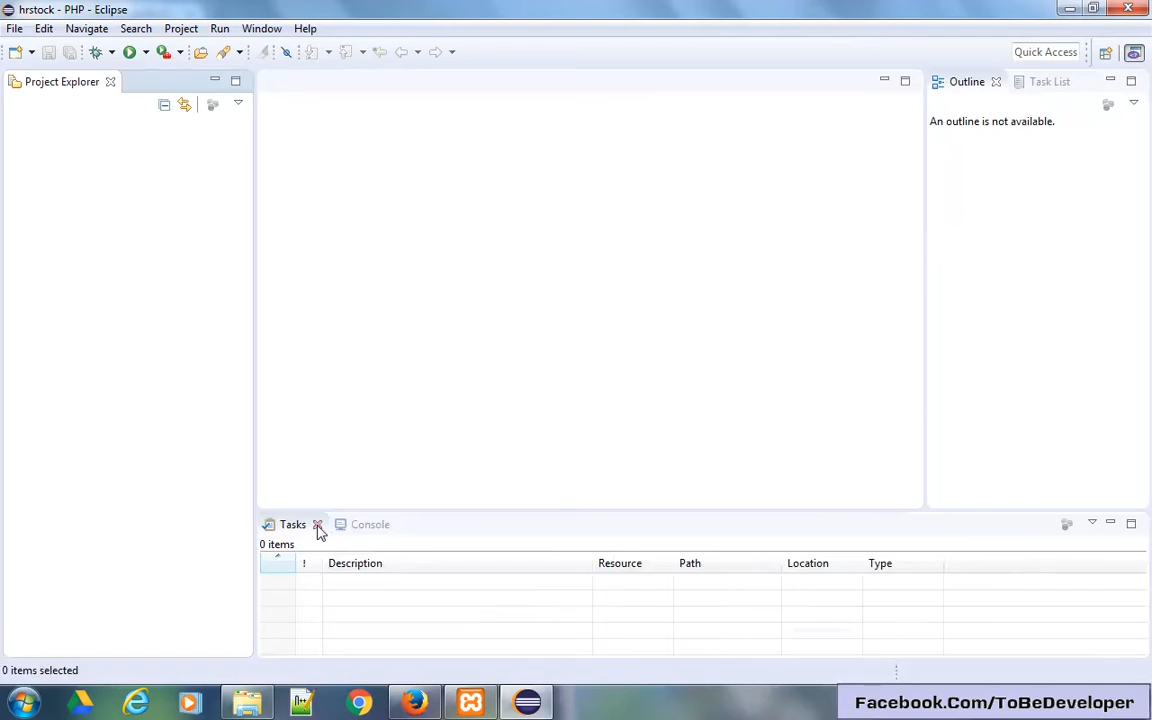 hrstock - PHP - Eclipse
File Edit Navigate Search Project Run Window Help
Quick Access
Project Explorer
Outline Task List
An outline is not available.
Tasks Console
0 items
! Description Resource Path Location Type
0 items selected
Facebook.Com/ToBeDeveloper